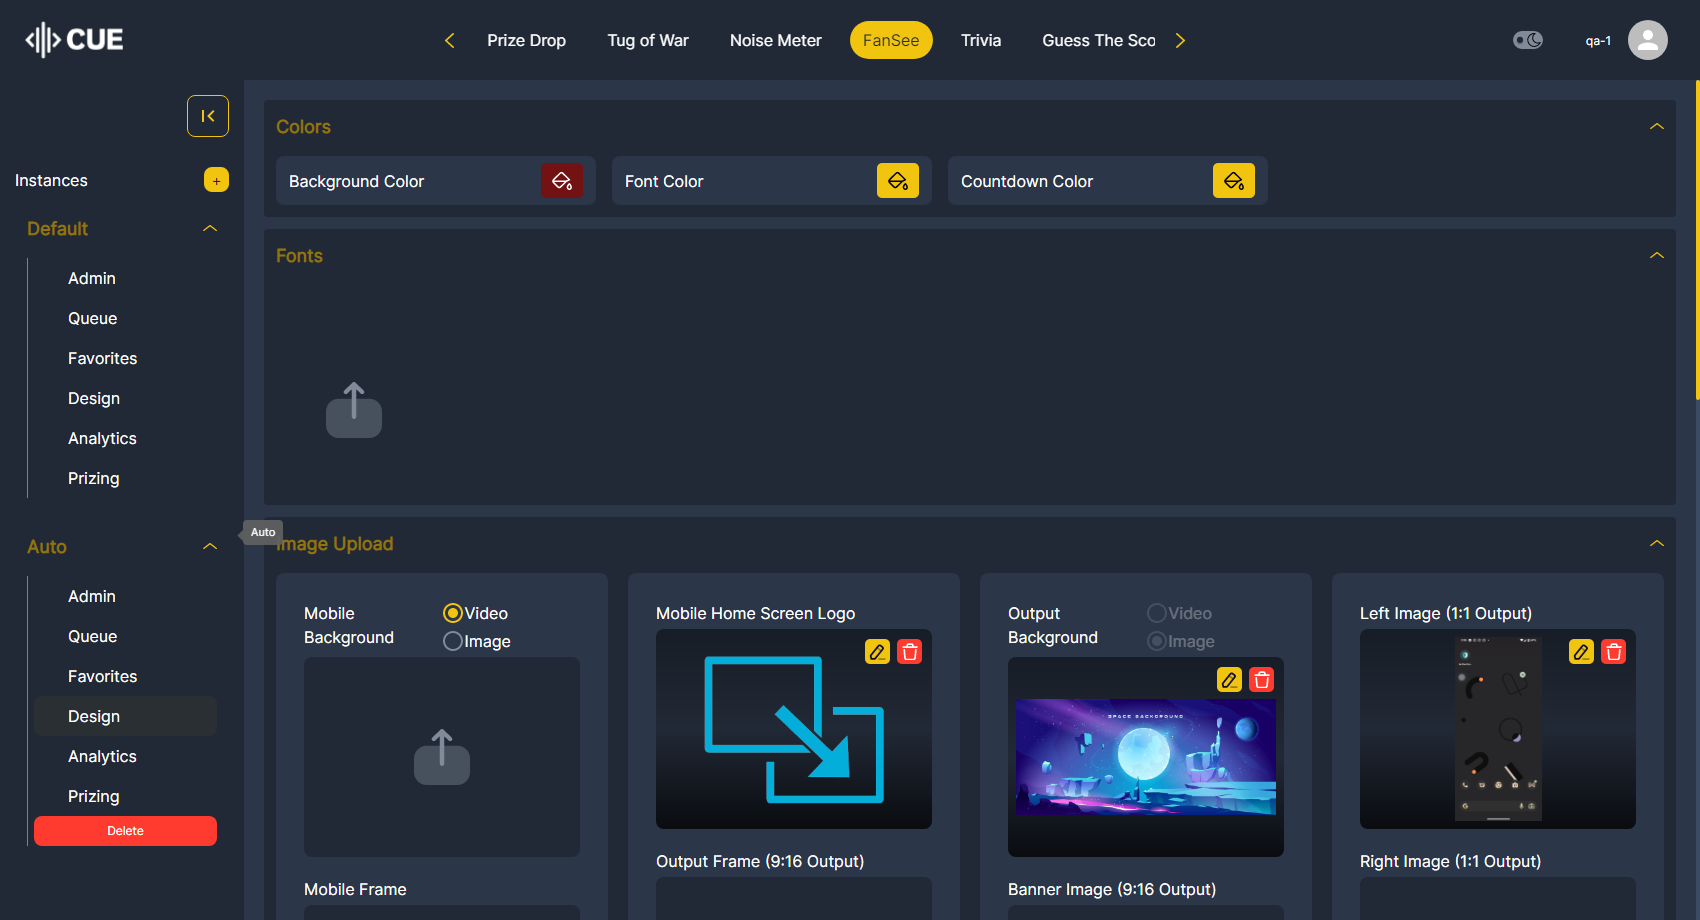 CUE
Prize Drop
Tug of War
Noise Meter
FanSee
Trivia
Guess The Sco
qa-1
Instances
+
Default
Admin
Queue
Favorites
Design
Analytics
Prizing
Auto
Admin
Queue
Favorites
Design
Analytics
Prizing
Delete
Auto
Colors
Background Color
Font Color
Countdown Color
Fonts
Image Upload
Mobile
Background
Video
Image
Mobile Frame
Mobile Home Screen Logo
Output Frame (9:16 Output)
Output
Background
Video
Image
SPACE BACKGROUND
Banner Image (9:16 Output)
Left Image (1:1 Output)
Right Image (1:1 Output)